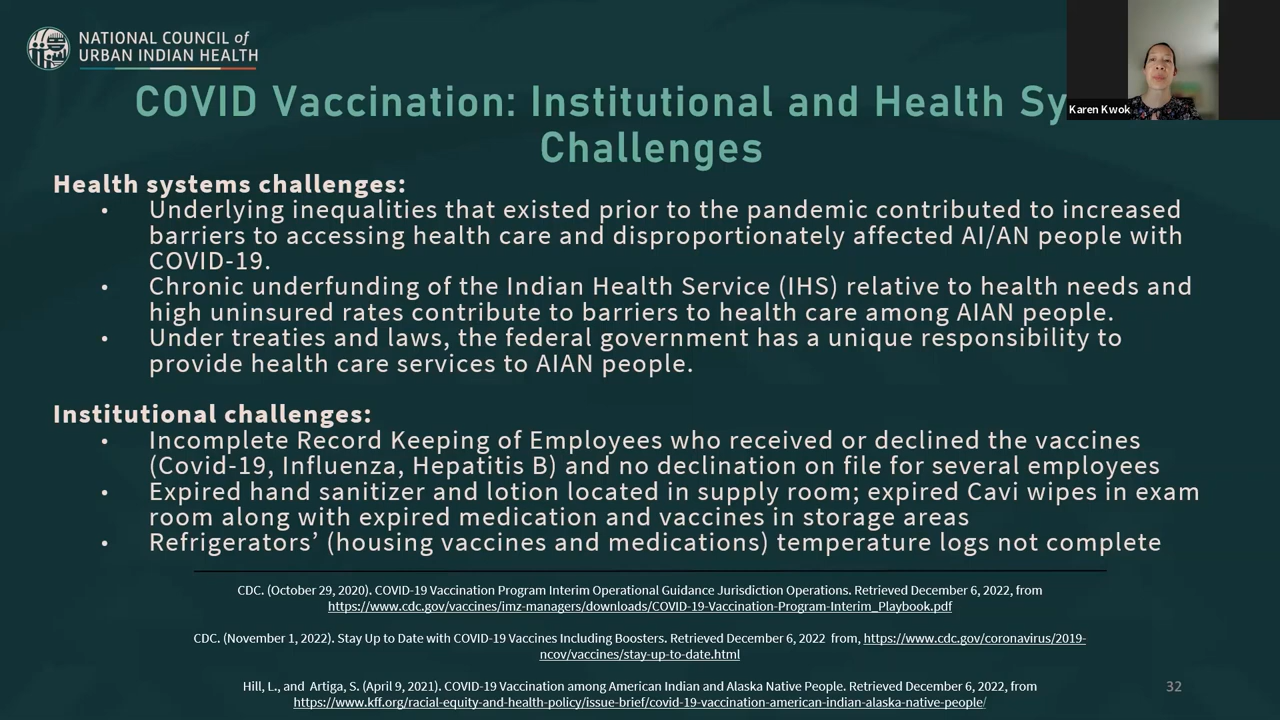 NATIONAL COUNCIL of
URBAN INDIAN HEALTH
COVID Vaccination: Institutional and Health Sy
Challenges
Karen Kwok
Health systems challenges:
• Underlying inequalities that existed prior to the pandemic contributed to increased
barriers to accessing health care and disproportionately affected AI/AN people with
COVID-19.
• Chronic underfunding of the Indian Health Service (IHS) relative to health needs and
high uninsured rates contribute to barriers to health care among AIAN people.
• Under treaties and laws, the federal government has a unique responsibility to
provide health care services to AIAN people.
Institutional challenges:
• Incomplete Record Keeping of Employees who received or declined the vaccines
(Covid-19, Influenza, Hepatitis B) and no declination on file for several employees
• Expired hand sanitizer and lotion located in supply room; expired Cavi wipes in exam
room along with expired medication and vaccines in storage areas
• Refrigerators’ (housing vaccines and medications) temperature logs not complete
CDC. (October 29, 2020). COVID-19 Vaccination Program Interim Operational Guidance Jurisdiction Operations. Retrieved December 6, 2022, from
https://www.cdc.gov/vaccines/imz-managers/downloads/COVID-19-Vaccination-Program-Interim_Playbook.pdf
CDC. (November 1, 2022). Stay Up to Date with COVID-19 Vaccines Including Boosters. Retrieved December 6, 2022 from, https://www.cdc.gov/coronavirus/2019-
ncov/vaccines/stay-up-to-date.html
Hill, L., and Artiga, S. (April 9, 2021). COVID-19 Vaccination among American Indian and Alaska Native People. Retrieved December 6, 2022, from
https://www.kff.org/racial-equity-and-health-policy/issue-brief/covid-19-vaccination-american-indian-alaska-native-people/
32